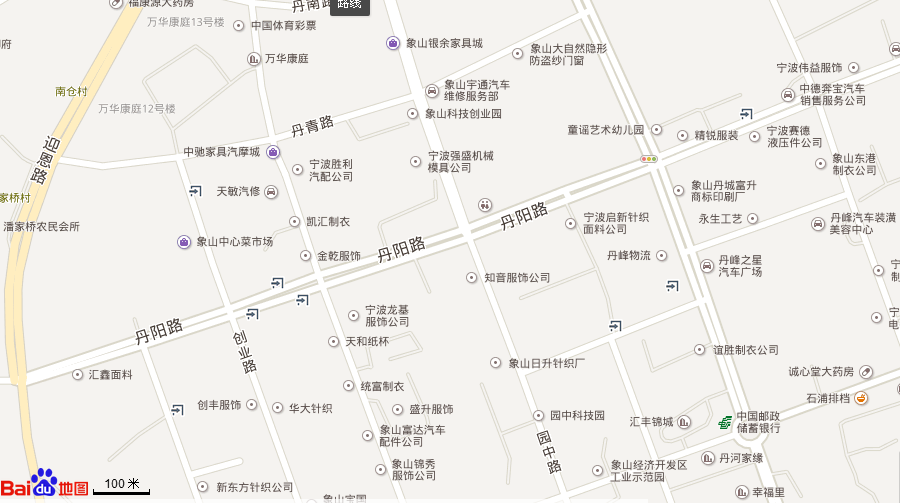 福康源大药房
丹南路
路线
万华康庭13号楼
中国体育彩票
象山银余家具城
象山大自然隐形
防盗纱门窗
府
万华康庭
宁波伟益服饰
南仓村
象山宇通汽车
维修服务部
中德奔宝汽车
销售服务公司
万华康庭12号楼
象山科技创业园
丹青路
童谣艺术幼儿园
精锐服装
宁波赛德
液压件公司
中驰家具汽摩城
宁波强盛机械
模具公司
宁波胜利
汽配公司
象山东港
制衣公司
家桥村
天敏汽修
象山丹城富升
商标印刷厂
潘家桥农民会所
凯汇制衣
丹阳路
宁波启新针织
面料公司
永生工艺
丹峰汽车装潢
美容中心
象山中心菜市场
金乾服饰
丹阳路
丹峰物流
丹峰之星
汽车广场
宁
制
知音服饰公司
宁波龙基
服饰公司
宁
电
丹阳路
创业路
天和纸杯
谊胜制衣公司
汇鑫面料
象山日升针织厂
诚心堂大药房
统富制衣
石浦排档
创丰服饰
华大针织
盛升服饰
园中科技园
汇丰锦城
中国邮政
储蓄银行
象山富达汽车
配件公司
园中路
丹河家缘
象山锦秀
服饰公司
象山经济开发区
工业示范园
新东方针织公司
幸福里
Bai du 地图
100 米